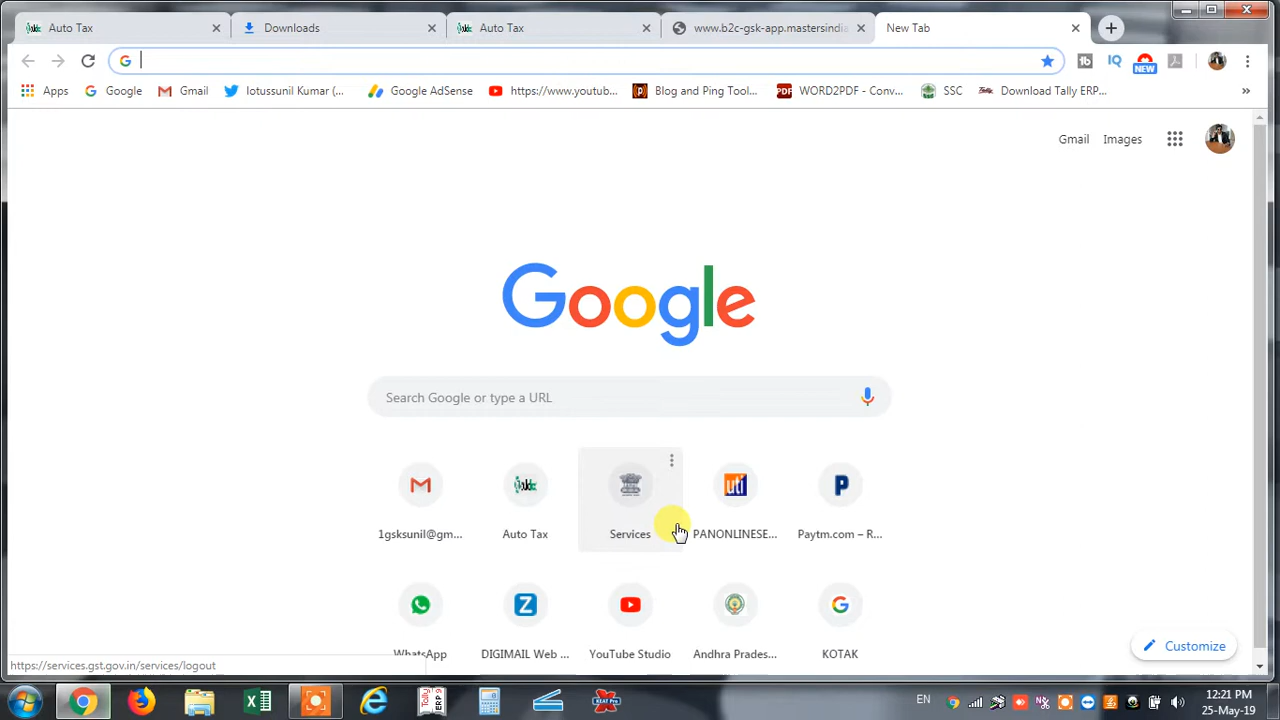 Auto Tax
Downloads
Auto Tax
www.b2c-gsk-app.mastersindia
New Tab
Apps
Google
Gmail
lotussunil Kumar (...
Google AdSense
https://www.youtub...
Blog and Ping Tool...
WORD2PDF - Conv...
SSC
Download Tally ERP...
»
NEW
Gmail
Images
Google
Search Google or type a URL
1gsksunil@gm...
Auto Tax
Services
PANONLINESE...
Paytm.com – R...
WhatsApp
DIGIMAIL Web ...
YouTube Studio
Andhra Prades...
KOTAK
Customize
https://services.gst.gov.in/services/logout
EN
12:21 PM
25-May-19